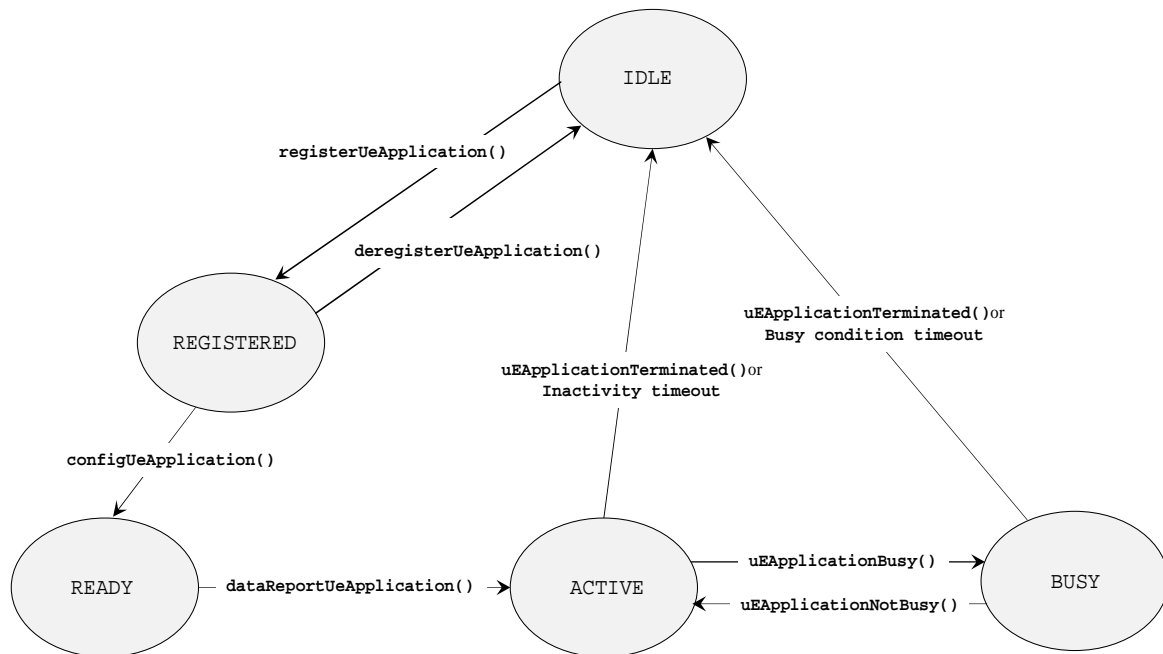 IDLE
registerUeApplication()
deregisterUeApplication()
uEApplicationTerminated()or
Busy condition timeout
REGISTERED
uEApplicationTerminated()or
Inactivity timeout
configUeApplication()
READY
dataReportUeApplication()
ACTIVE
uEApplicationBusy()
uEApplicationNotBusy()
BUSY